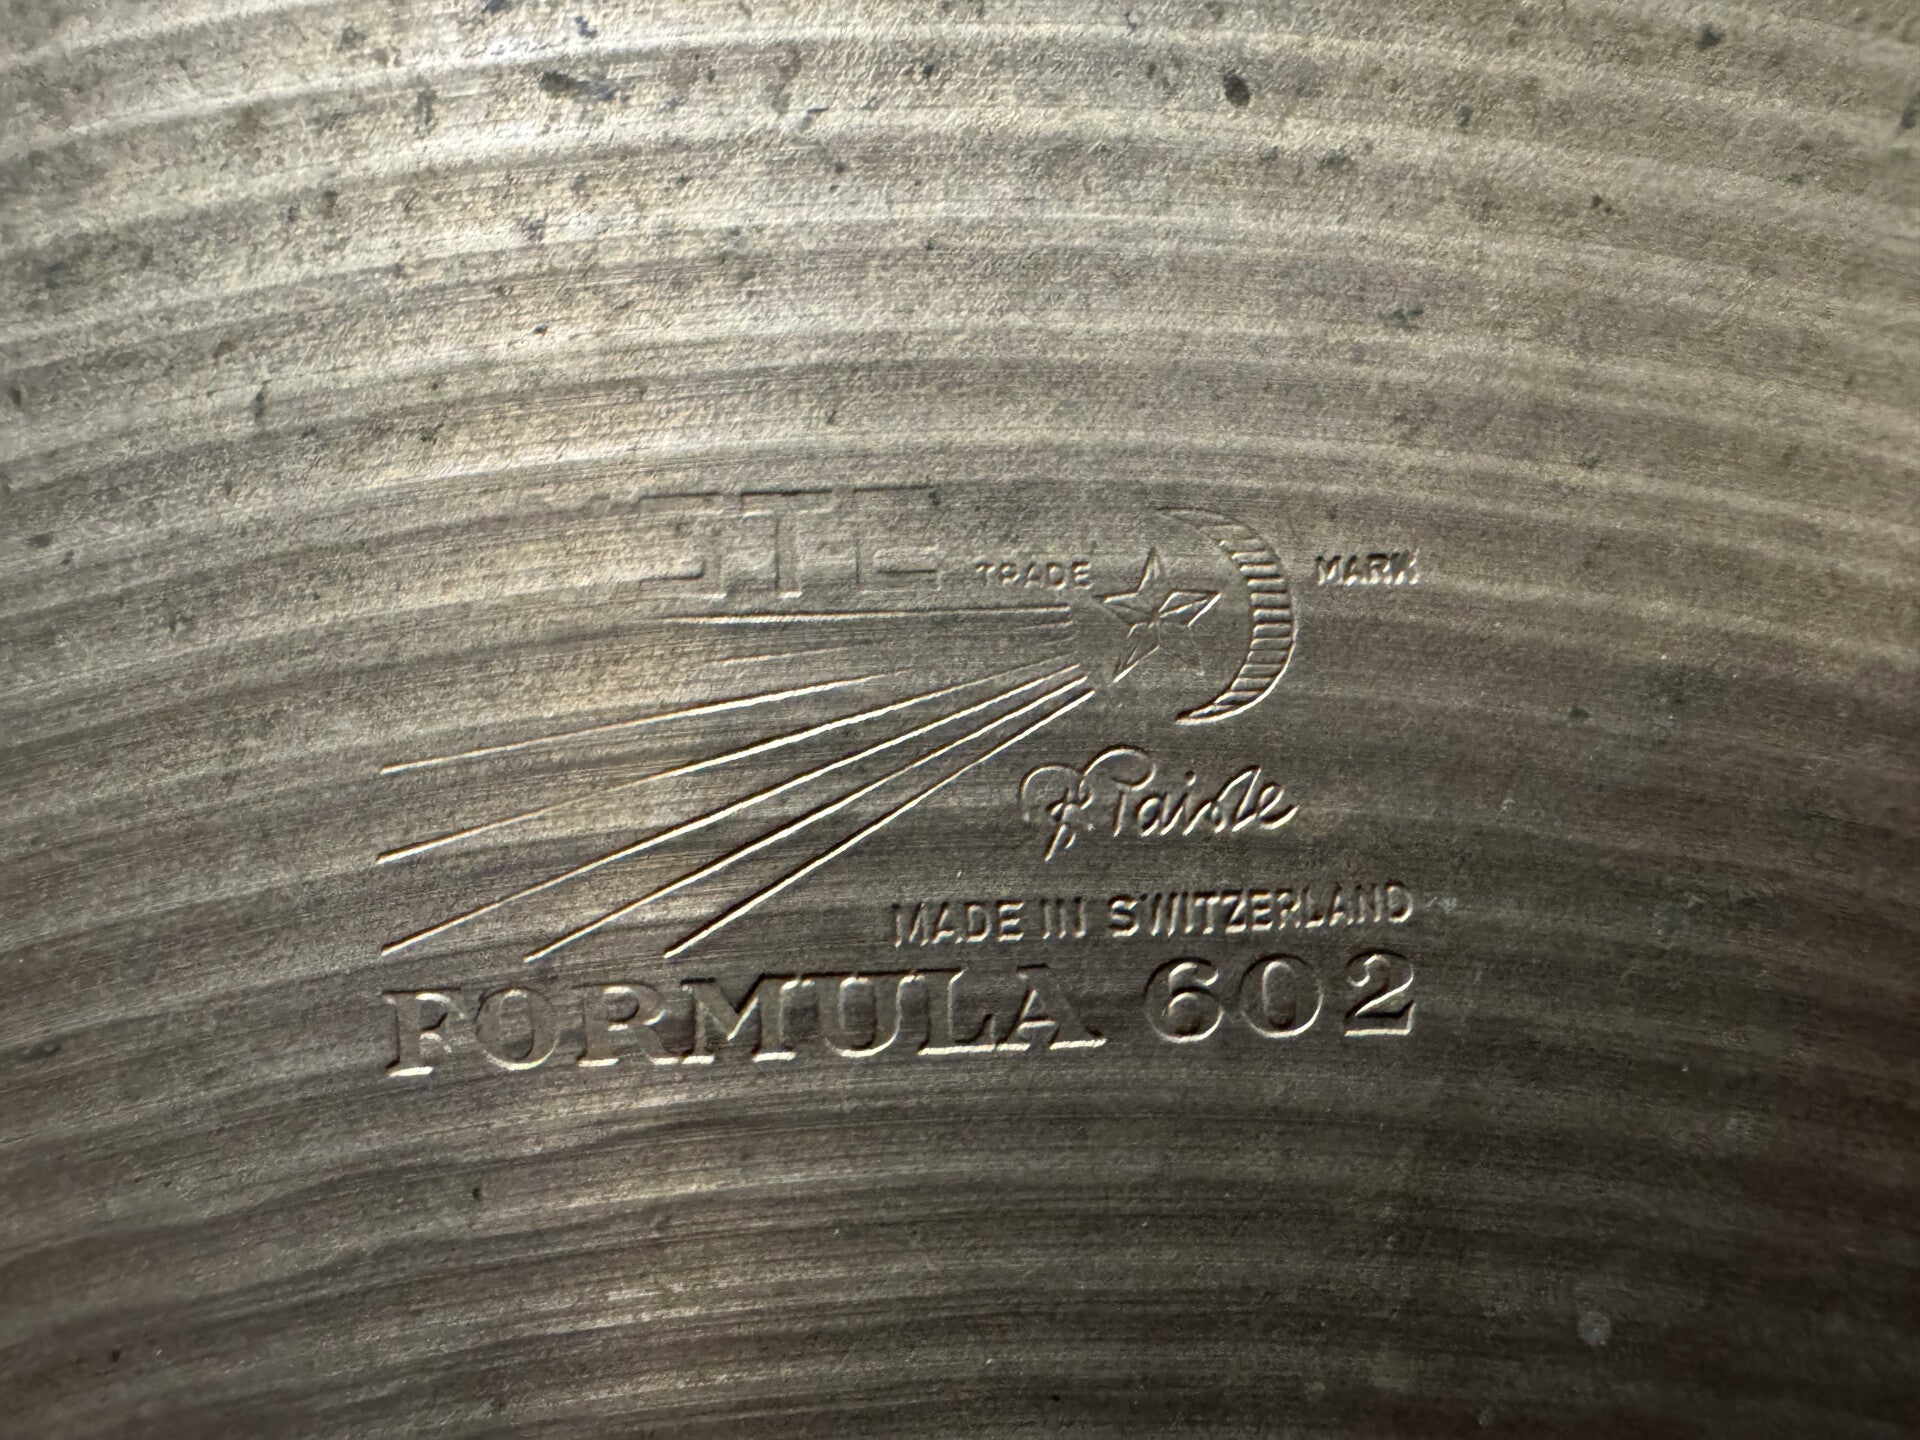 TRADE MARK
Paiste
MADE IN SWITZERLAND
FORMULA 602